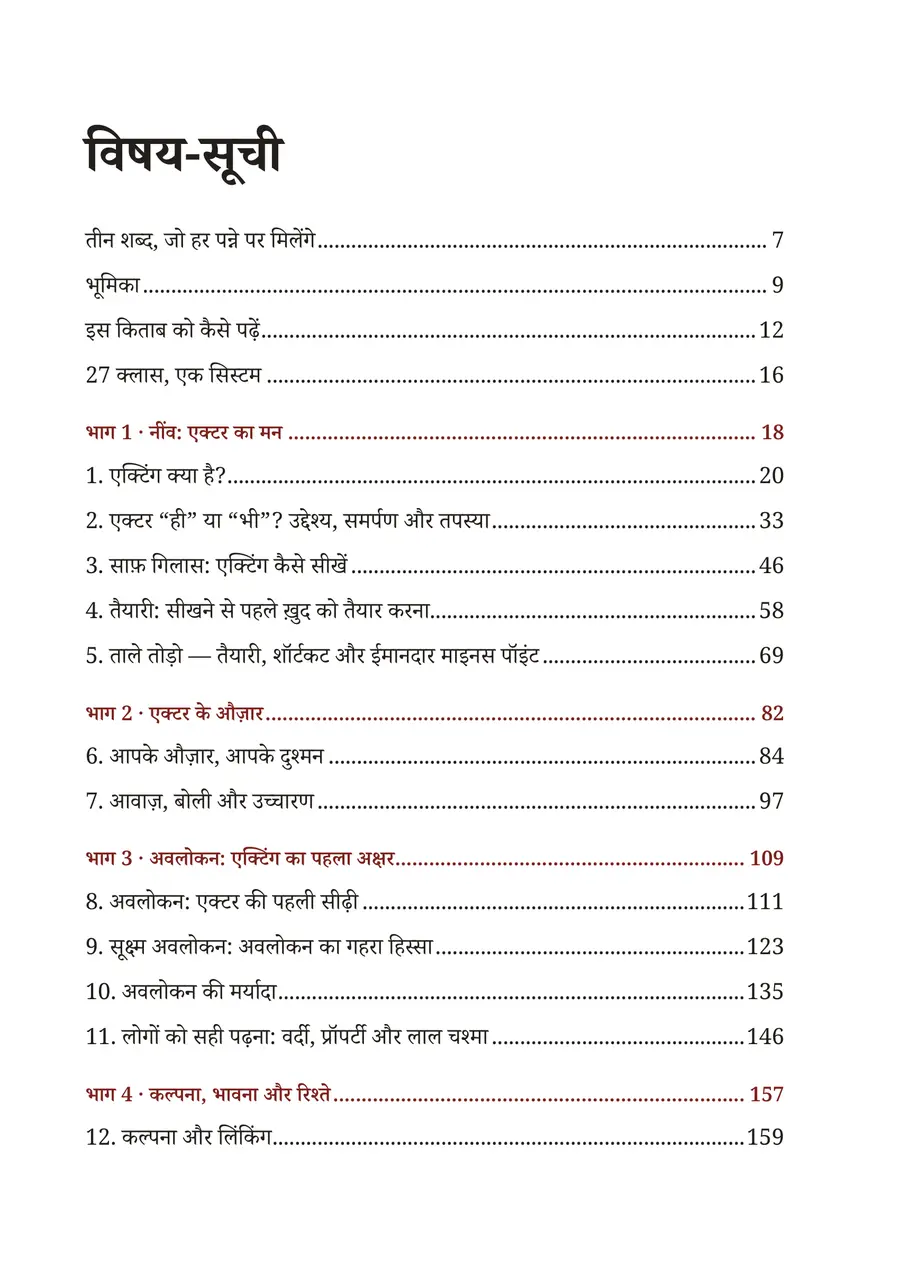 विषय-सूची
तीन शब्द, जो हर पन्ने पर मिलेंगे................................................................................ 7
भूमिका............................................................................................................... 9
इस किताब को कैसे पढ़ें........................................................................................12
27 क्लास, एक सिस्टम .......................................................................................16
भाग 1 · नींव: एक्टर का मन ................................................................................... 18
1. एक्टिंग क्या है?..............................................................................................20
2. एक्टर “ही” या “भी”? उद्देश्य, समर्पण और तपस्या...............................................33
3. साफ़ गिलास: एक्टिंग कैसे सीखें ........................................................................46
4. तैयारी: सीखने से पहले ख़ुद को तैयार करना..........................................................58
5. ताले तोड़ो — तैयारी, शॉर्टकट और ईमानदार माइनस पॉइंट ......................................69
भाग 2 · एक्टर के औज़ार....................................................................................... 82
6. आपके औज़ार, आपके दुश्मन ............................................................................84
7. आवाज़, बोली और उच्चारण ..............................................................................97
भाग 3 · अवलोकन: एक्टिंग का पहला अक्षर.............................................................. 109
8. अवलोकन: एक्टर की पहली सीढ़ी ....................................................................111
9. सूक्ष्म अवलोकन: अवलोकन का गहरा हिस्सा.......................................................123
10. अवलोकन की मर्यादा...................................................................................135
11. लोगों को सही पढ़ना: वर्दी, प्रॉपर्टी और लाल चश्मा .............................................146
भाग 4 · कल्पना, भावना और रिश्ते......................................................................... 157
12. कल्पना और लिंकिंग....................................................................................159